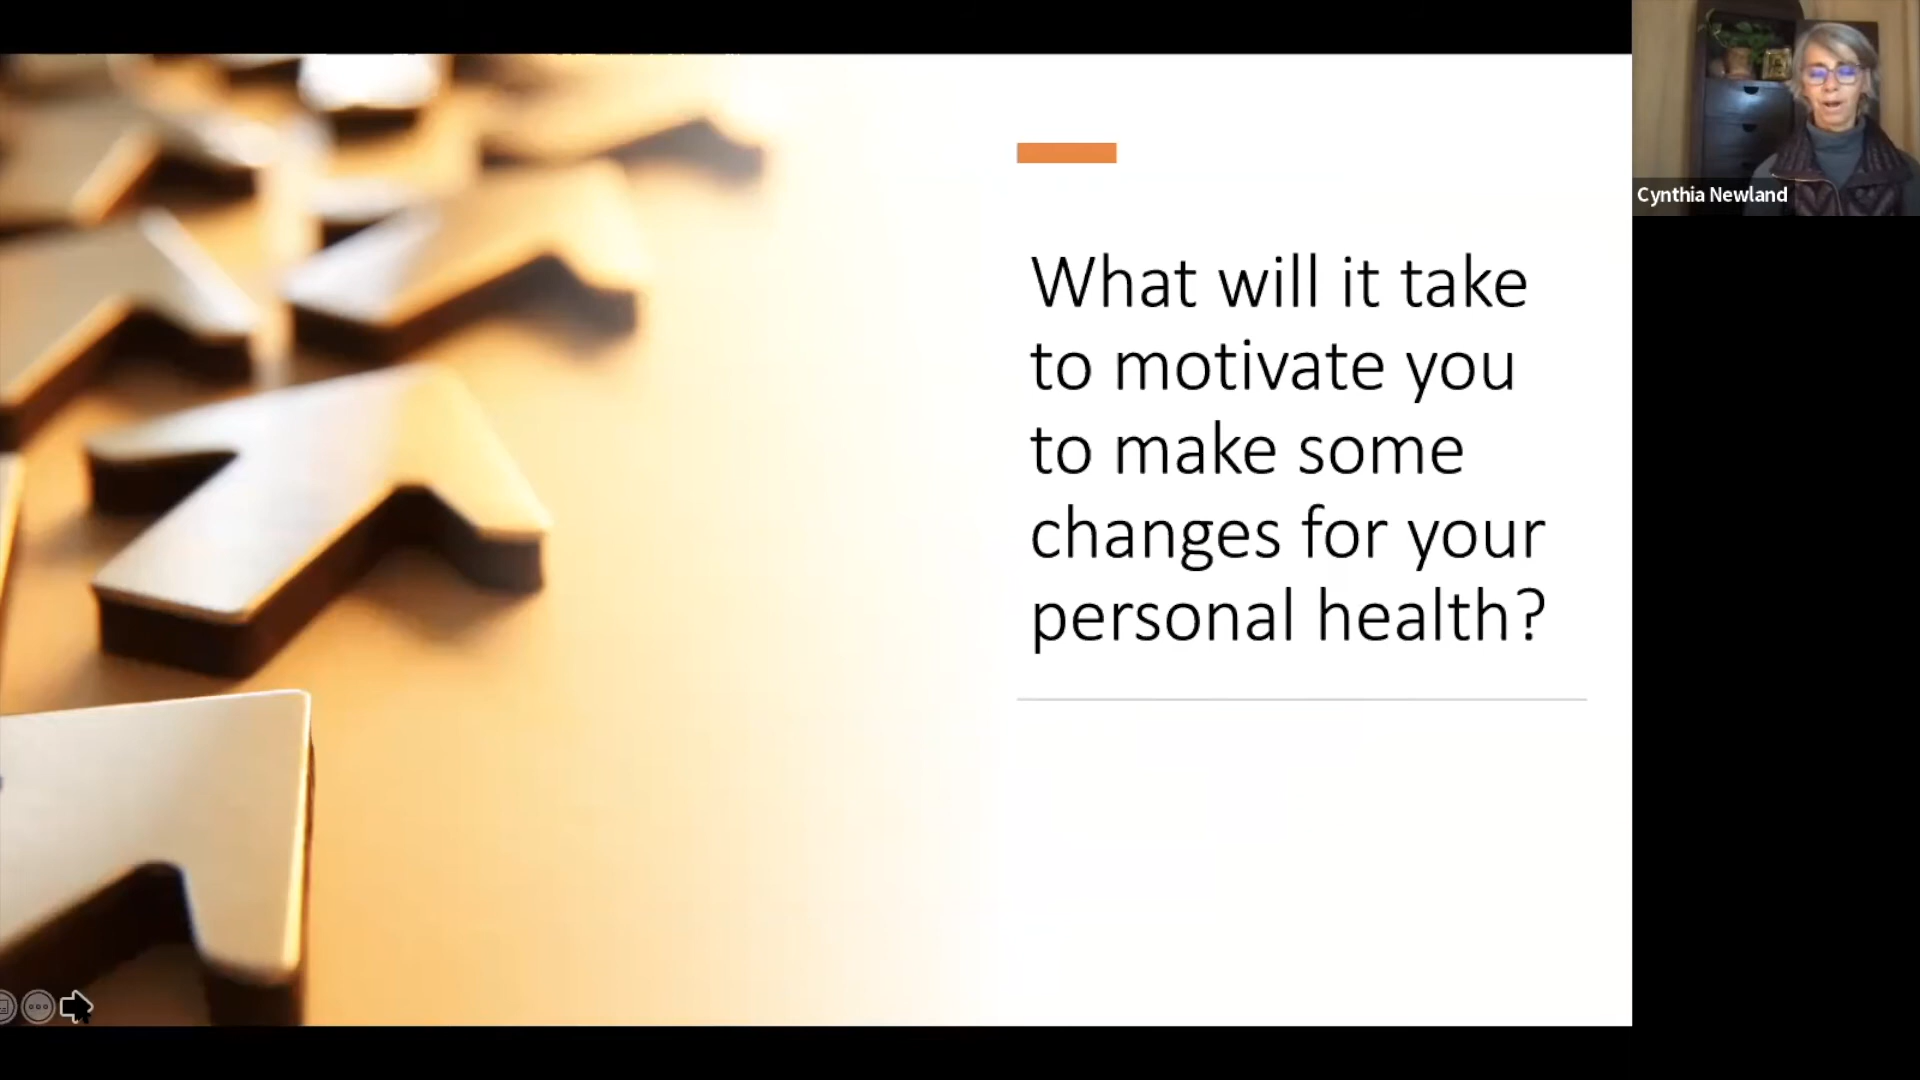 What will it take
to motivate you
to make some
changes for your
personal health?
Cynthia Newland